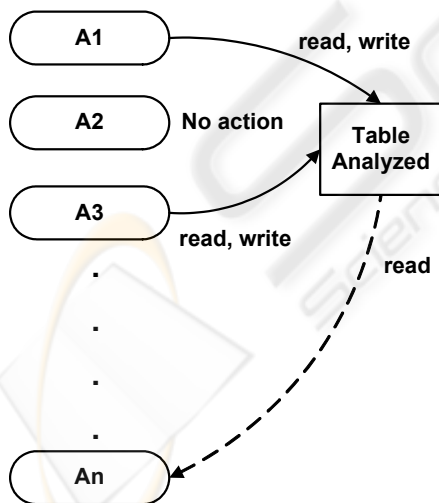 A1
read, write
A2
No action
Table
Analyzed
A3
read, write
read
.
.
.
.
An